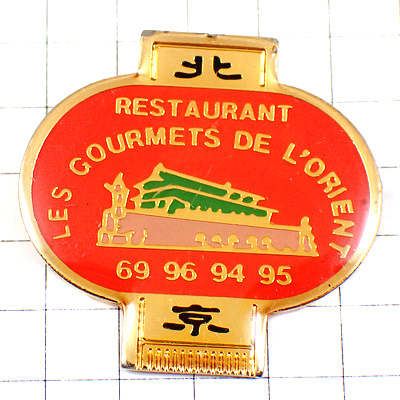 北
RESTAURANT
LES GOURMETS DE L'ORIENT
69 96 94 95
京